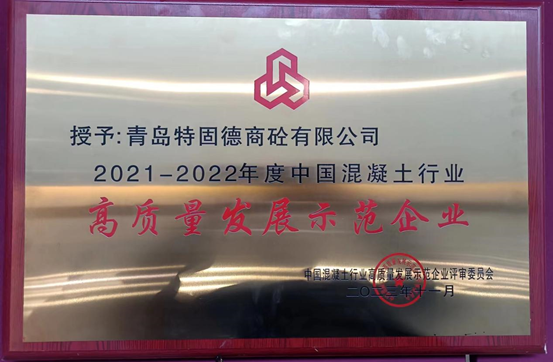 授予:青岛特固德商砼有限公司
2021-2022年度中国混凝土行业
高质量发展示范企业
中国混凝土行业高质量发展示范企业评审委员会
二〇二二年十一月